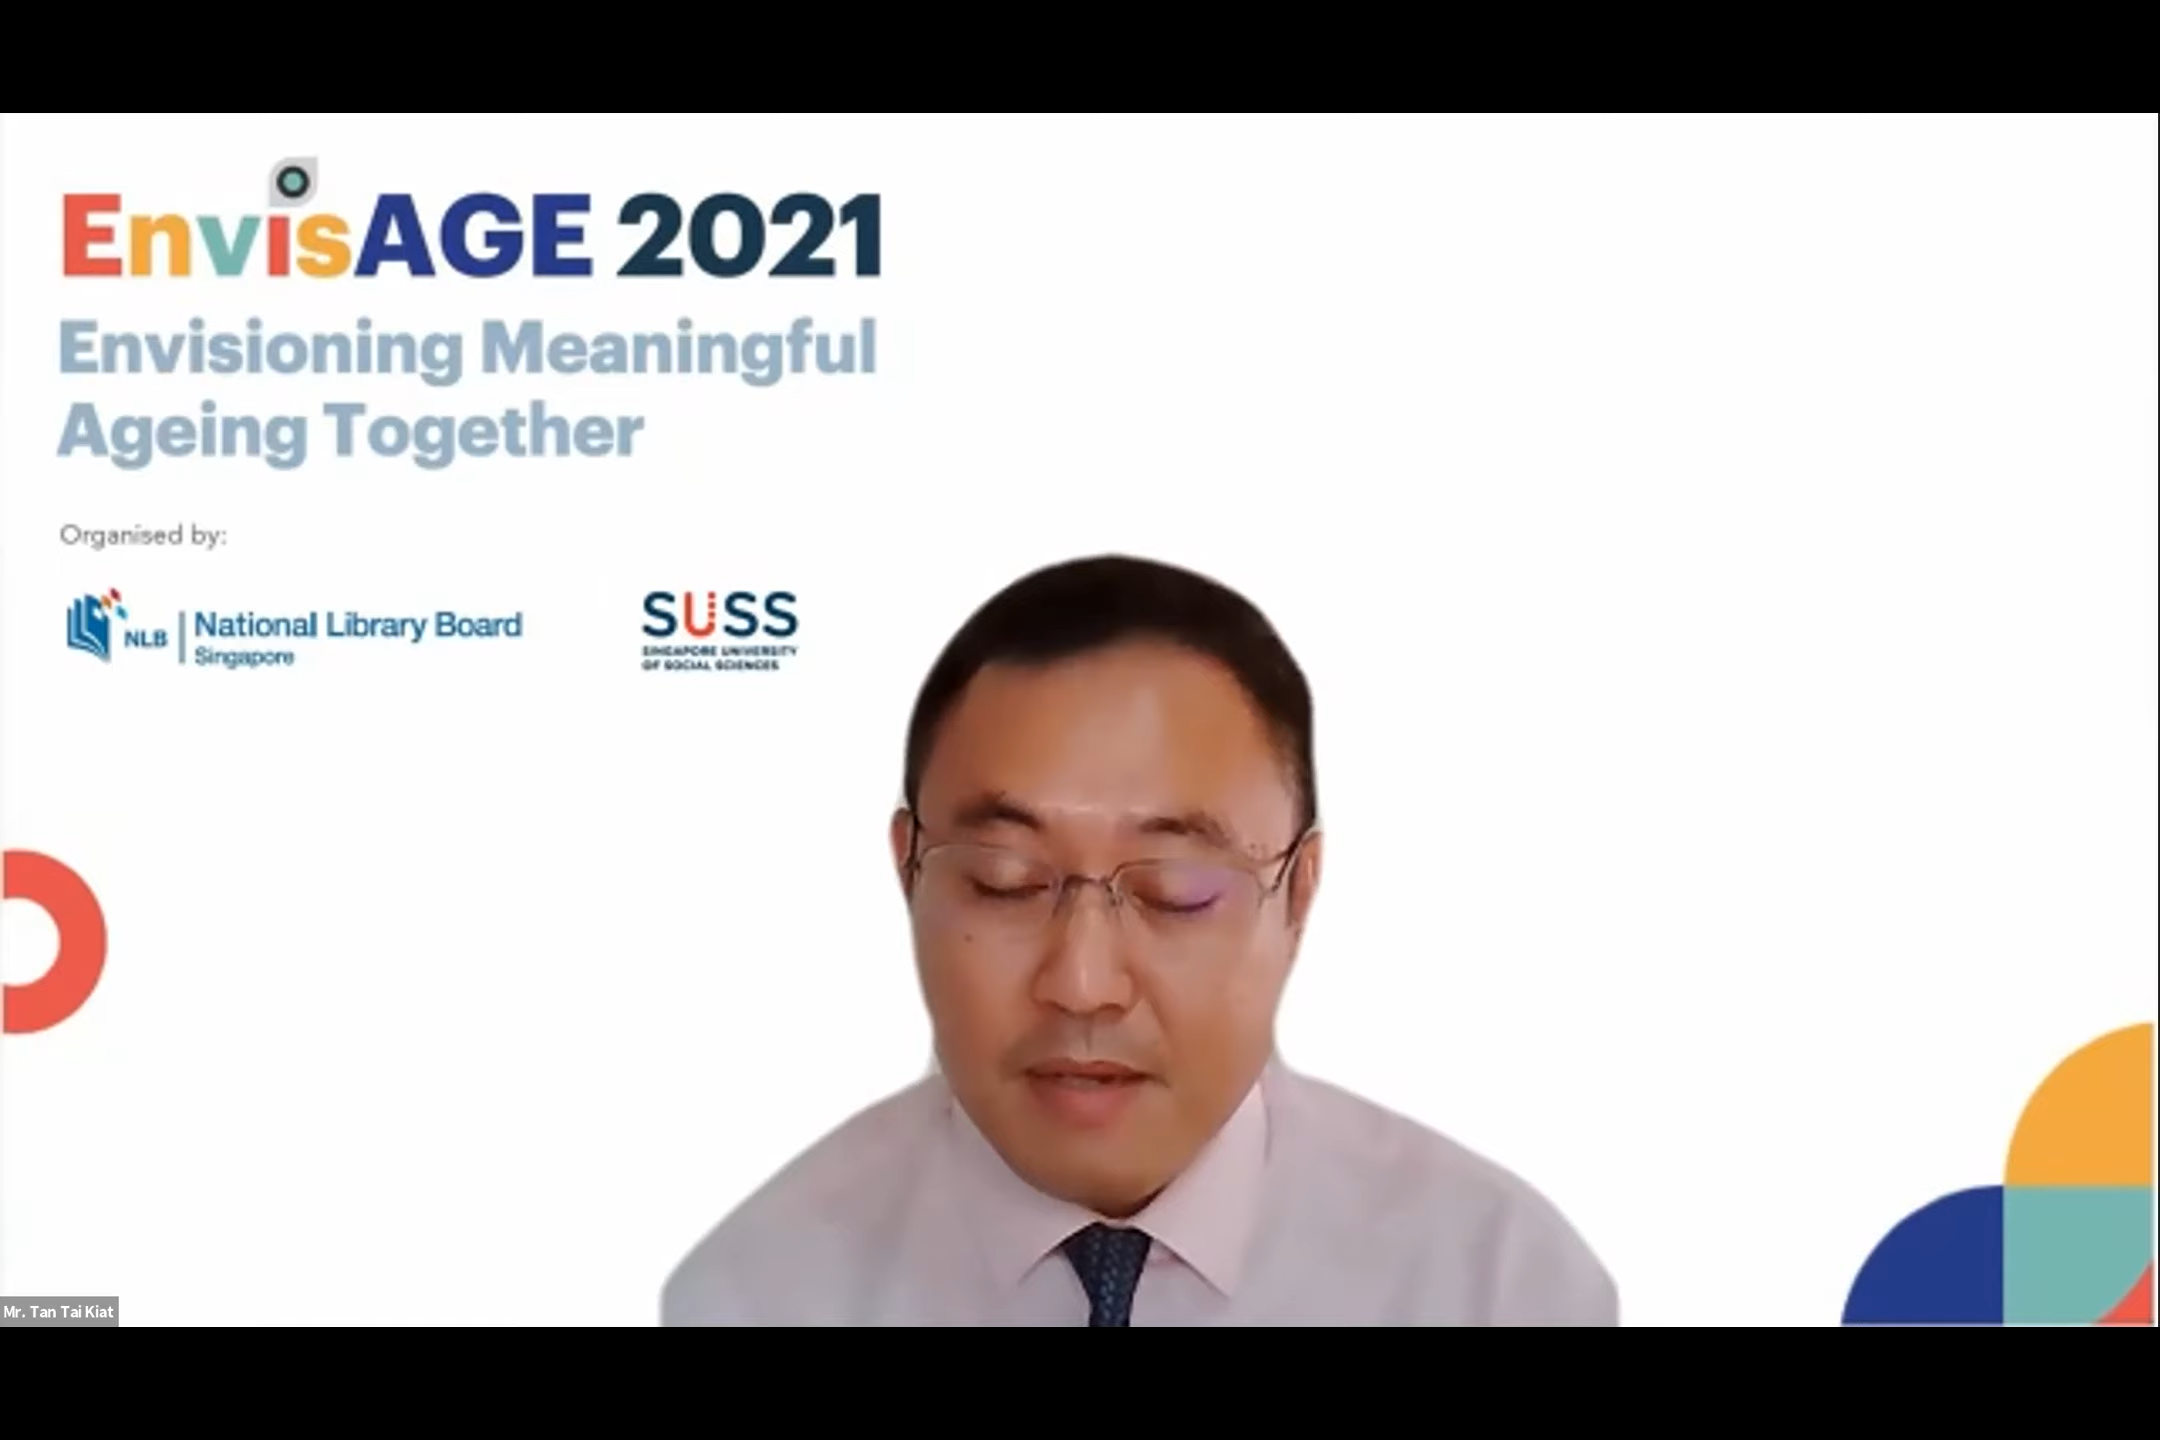 EnvisAGE 2021
Envisioning Meaningful
Ageing Together
Organised by:
NLB National Library Board
Singapore
SUSS
SINGAPORE UNIVERSITY
OF SOCIAL SCIENCES
Mr. Tan Tai Kiat